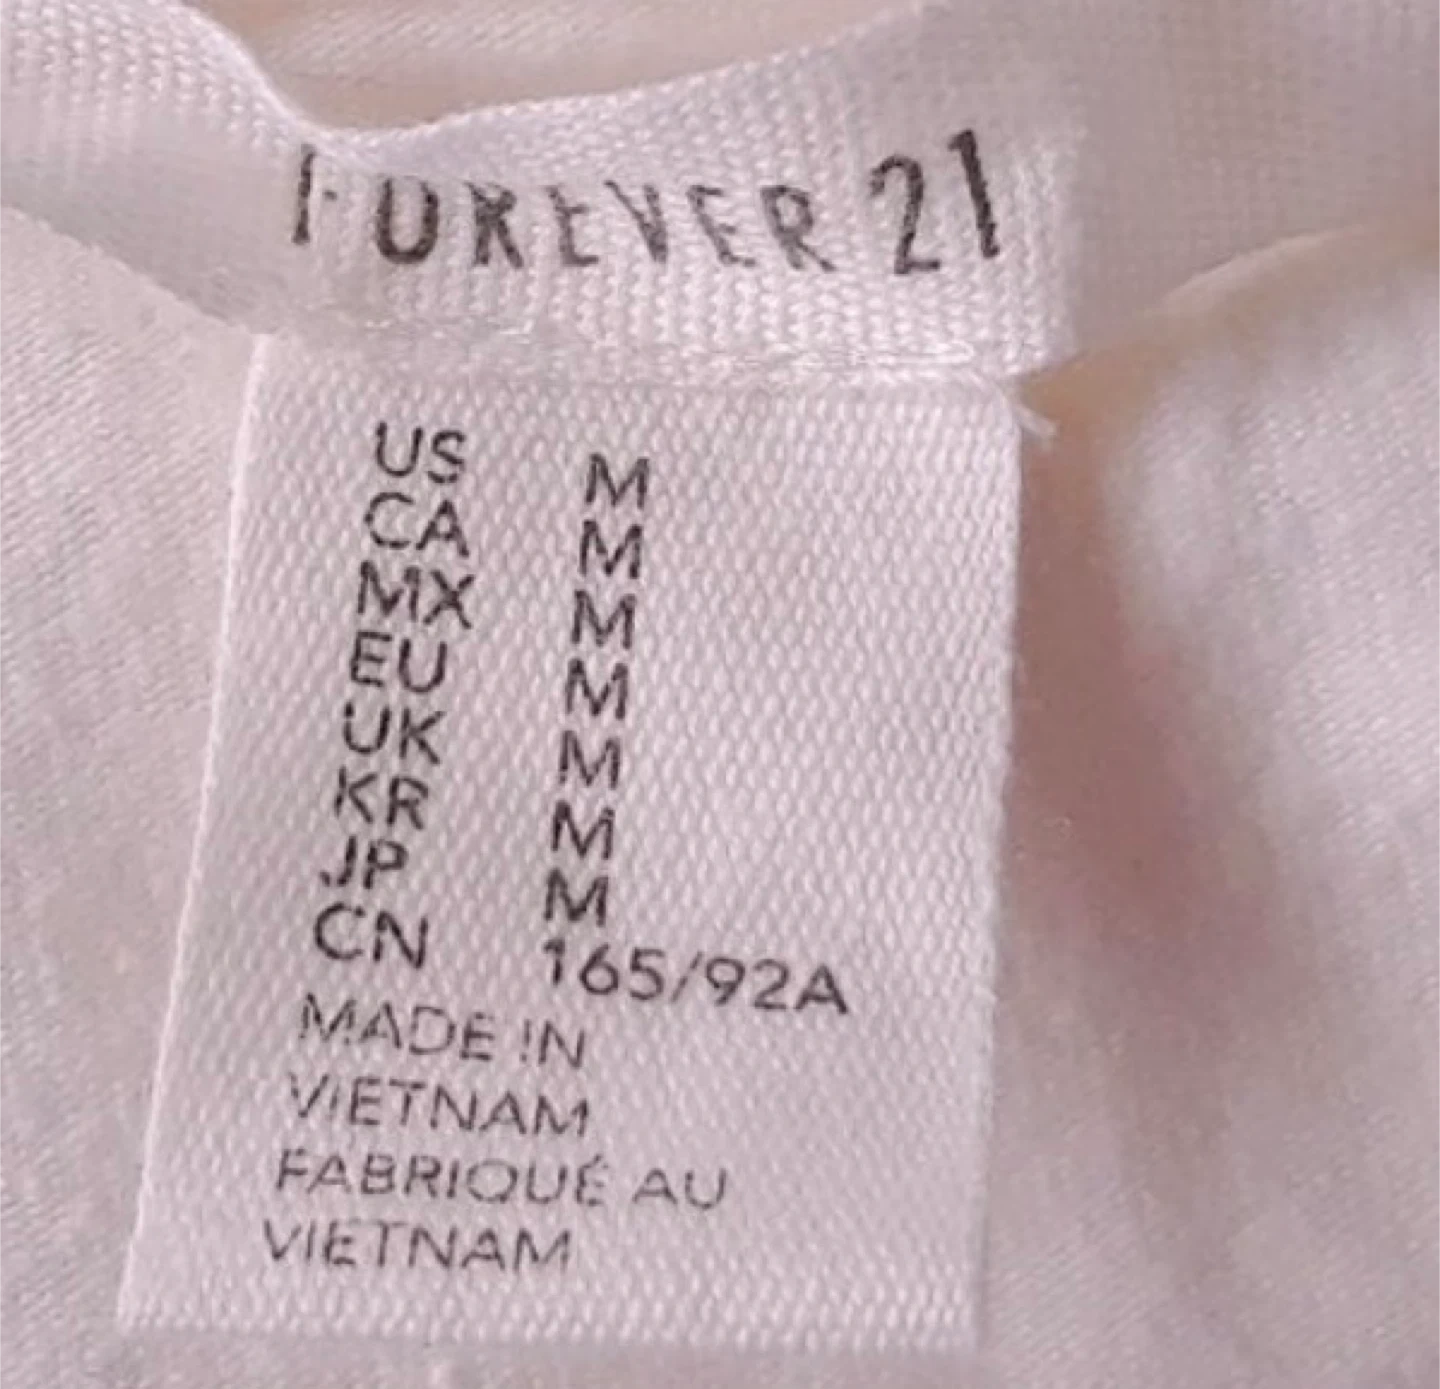 FOREVER 21
US M
CA M
MX M
EU M
UK M
KR M
JP M
CN 165/92A
MADE IN
VIETNAM
FABRIQUÉ AU
VIETNAM